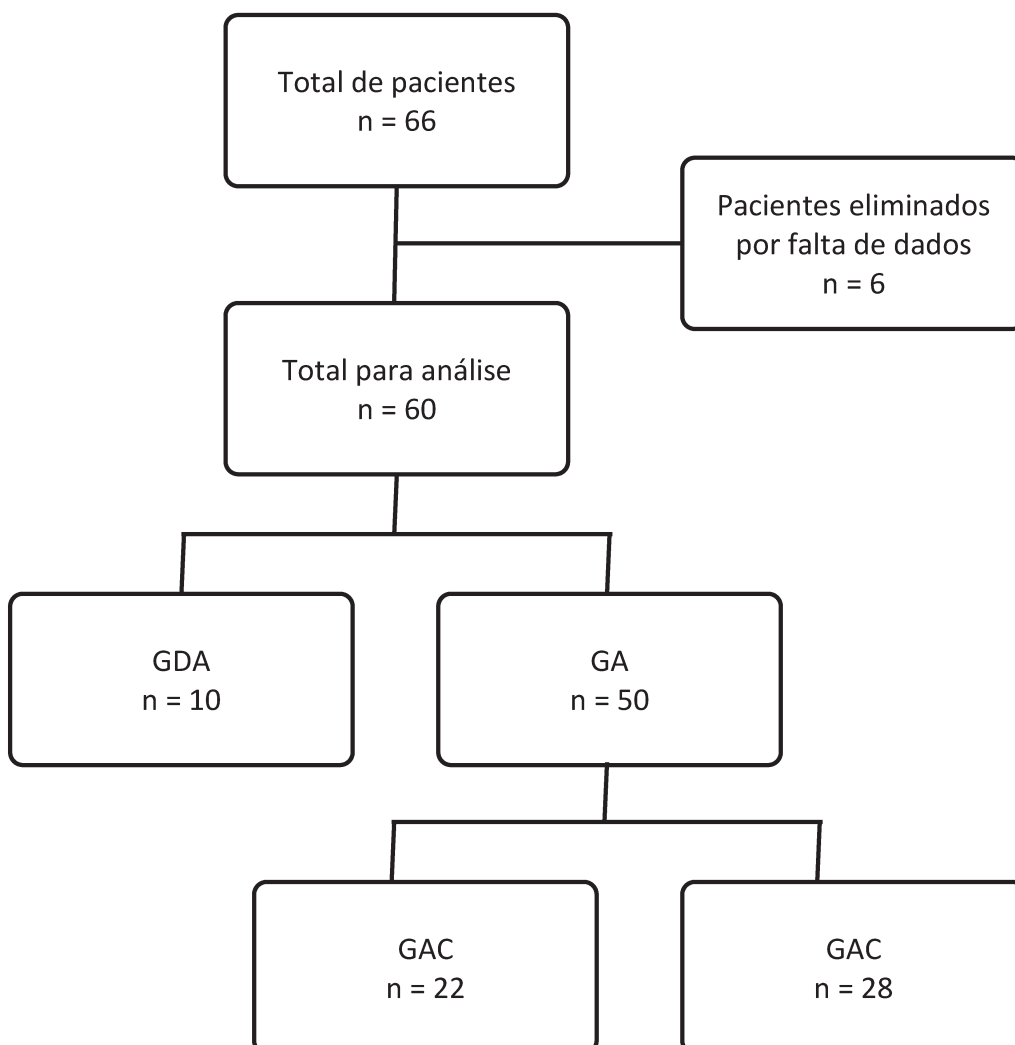 Total de pacientes
n = 66
Pacientes eliminados
por falta de dados
n = 6
Total para análise
n = 60
GDA
n = 10
GA
n = 50
GAC
n = 22
GAC
n = 28